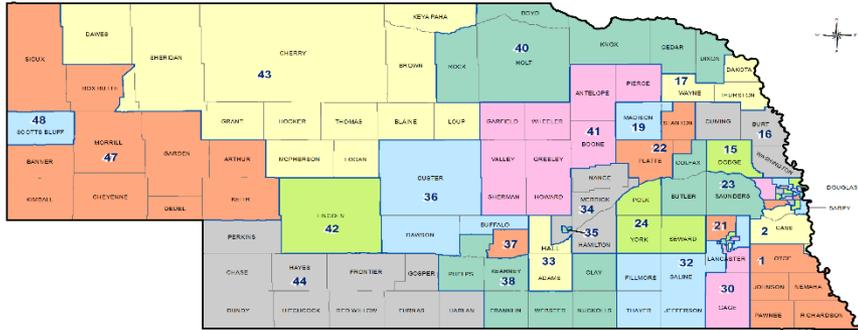 BOYD
KEYA PAHA
SIOUX
DAWES
SHERIDAN
CHERRY
43
BROWN
ROCK
40
HOLT
KNOX
CEDAR
DIXON
DAKOTA
BOX BUTTE
ANTELOPE
PIERCE
17
WAYNE
THURSTON
48
SCOTTS BLUFF
GRANT
HOOKER
THOMAS
BLAINE
LOUP
GARFIELD
WHEELER
MADISON
19
STANTON
CUMING
BURT
16
WASHINGTON
MORRILL
47
GARDEN
ARTHUR
MCPHERSON
LOGAN
41
BOONE
22
PLATTE
COLFAX
15
DODGE
BANNER
VALLEY
GREELEY
NANCE
KIMBALL
CHEYENNE
DEUEL
KEITH
LINCOLN
42
CUSTER
36
SHERMAN
HOWARD
MERRICK
34
POLK
BUTLER
23
SAUNDERS
DOUGLAS
SARPY
PERKINS
DAWSON
BUFFALO
37
HALL
33
ADAMS
35
HAMILTON
24
YORK
SEWARD
21
LANCASTER
2
CASS
CHASE
HAYES
44
FRONTIER
GOSPER
PHELPS
KEARNEY
38
CLAY
FILLMORE
32
SALINE
1
OTOE
30
GAGE
JOHNSON
NEMAHA
DUNDY
HITCHCOCK
RED WILLOW
FURNAS
HARLAN
FRANKLIN
WEBSTER
NUCKOLLS
THAYER
JEFFERSON
PAWNEE
RICHARDSON